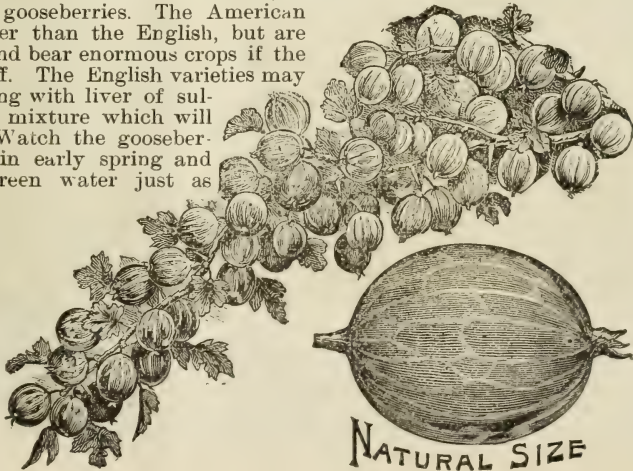 gooseberries. The American
er than the English, but are
nd bear enormous crops if the
f. The English varieties may
ng with liver of sul-
mixture which will
Watch the gooseber-
in early spring and
reen water just as
NATURAL SIZE